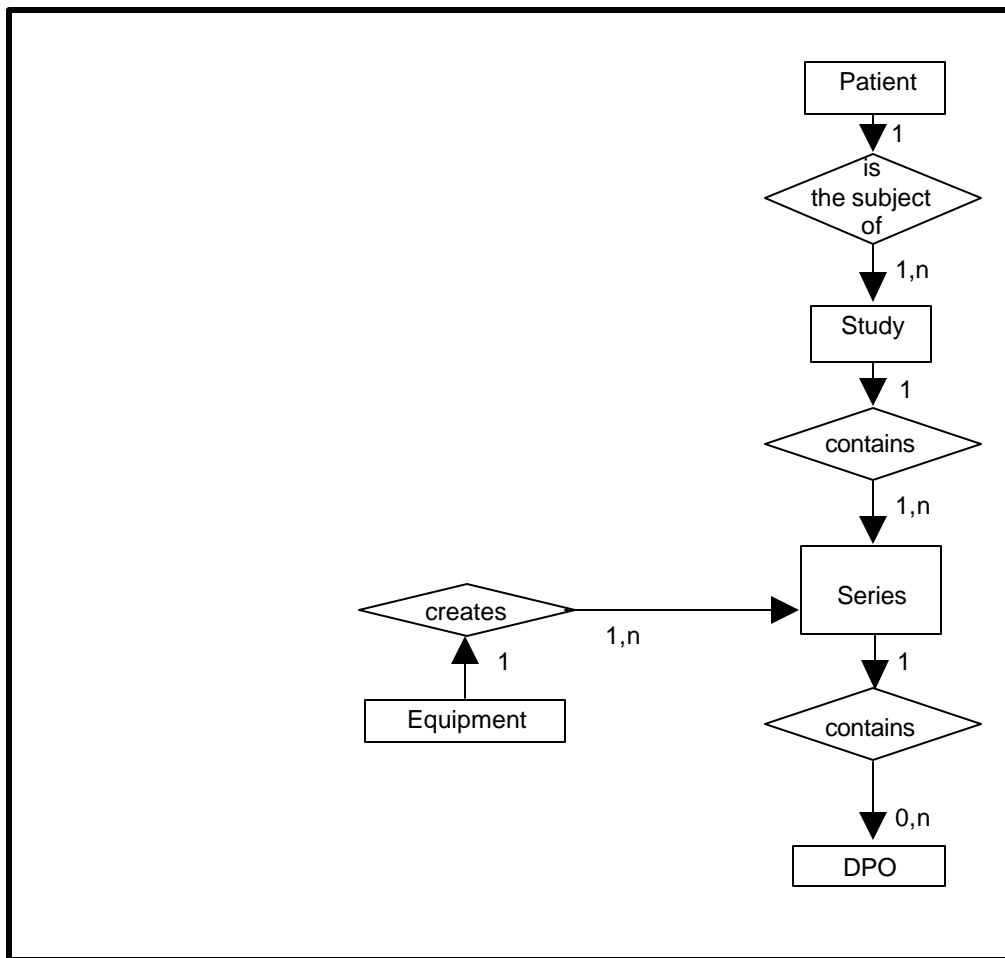 Patient
1
is
the subject
of
1,n
Study
1
contains
1,n
Series
creates
1,n
1
1
Equipment
contains
0,n
DPO